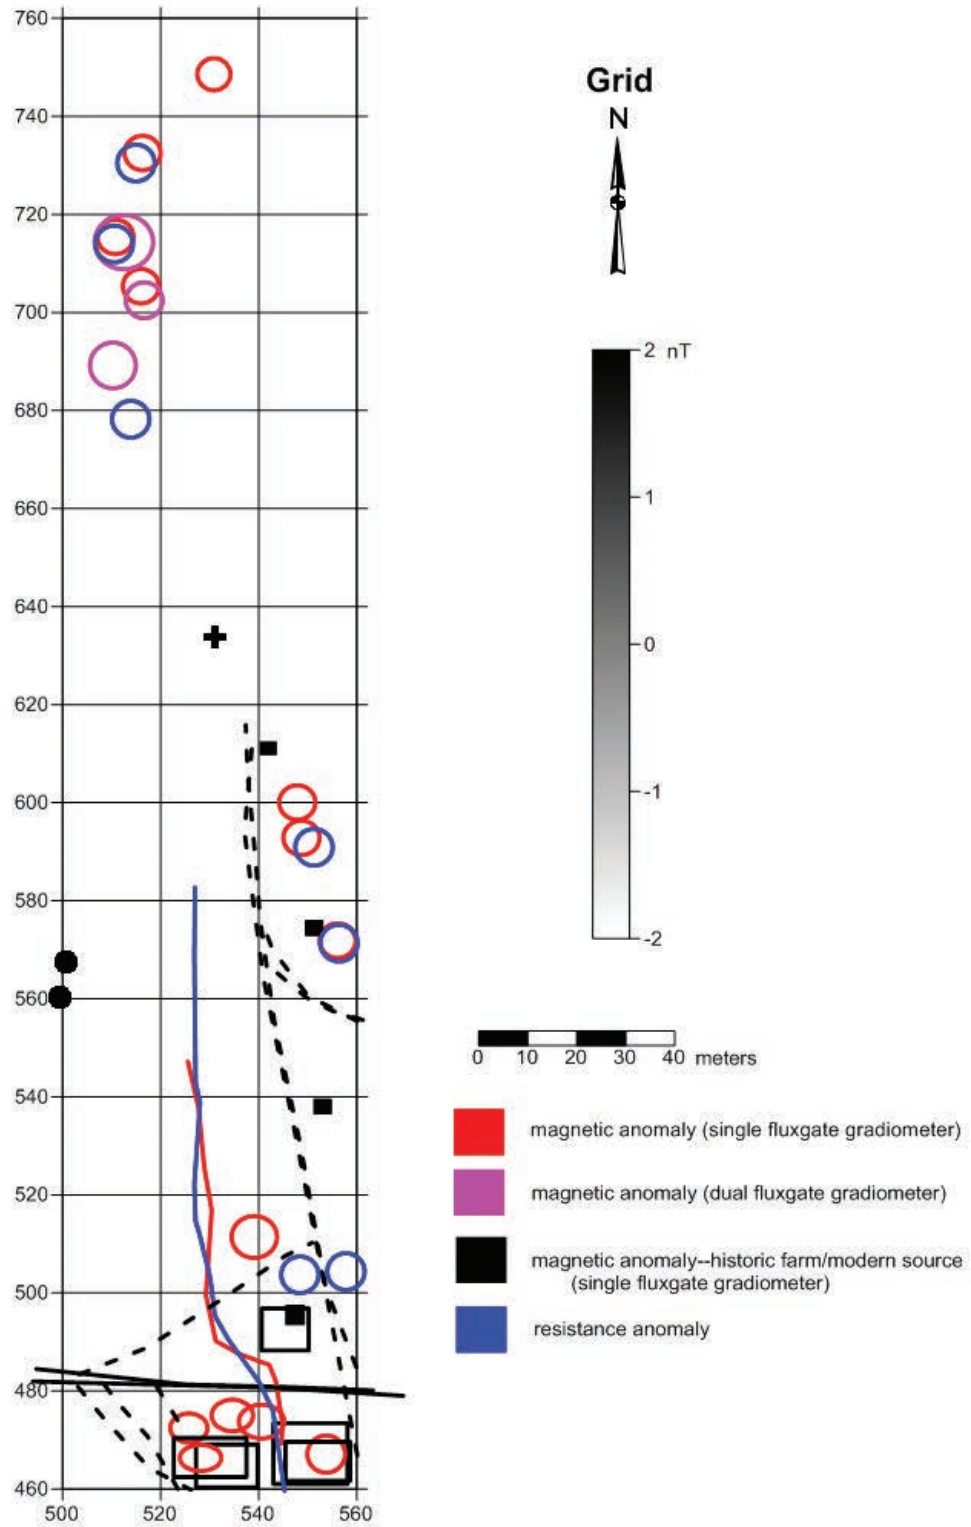 760
740
720
700
680
660
640
620
600
580
560
540
520
500
480
460
500 520 540 560
Grid
N
2 nT
1
0
-1
-2
0 10 20 30 40 meters
magnetic anomaly (single fluxgate gradiometer)
magnetic anomaly (dual fluxgate gradiometer)
magnetic anomaly--historic farm/modern source
(single fluxgate gradiometer)
resistance anomaly